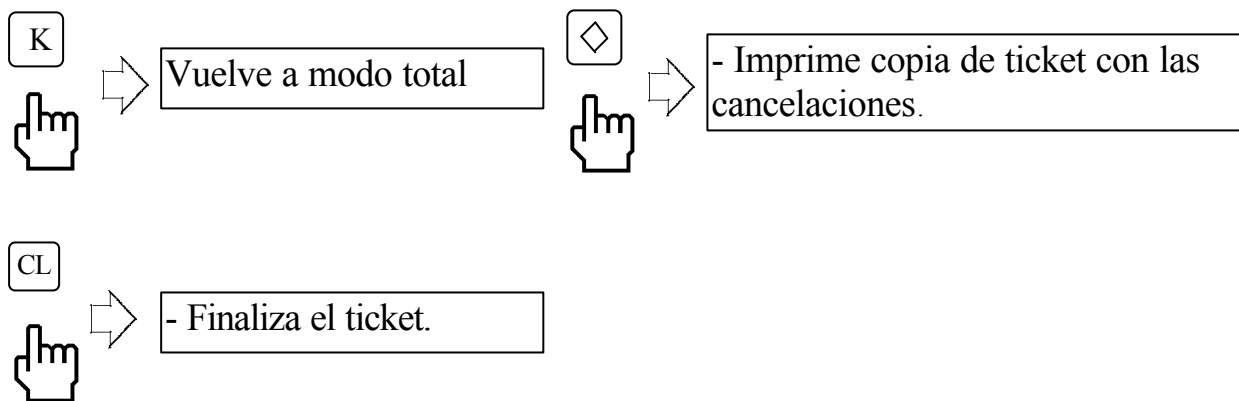 K
Vuelve a modo total
- Imprime copia de ticket con las
cancelaciones.
CL
- Finaliza el ticket.